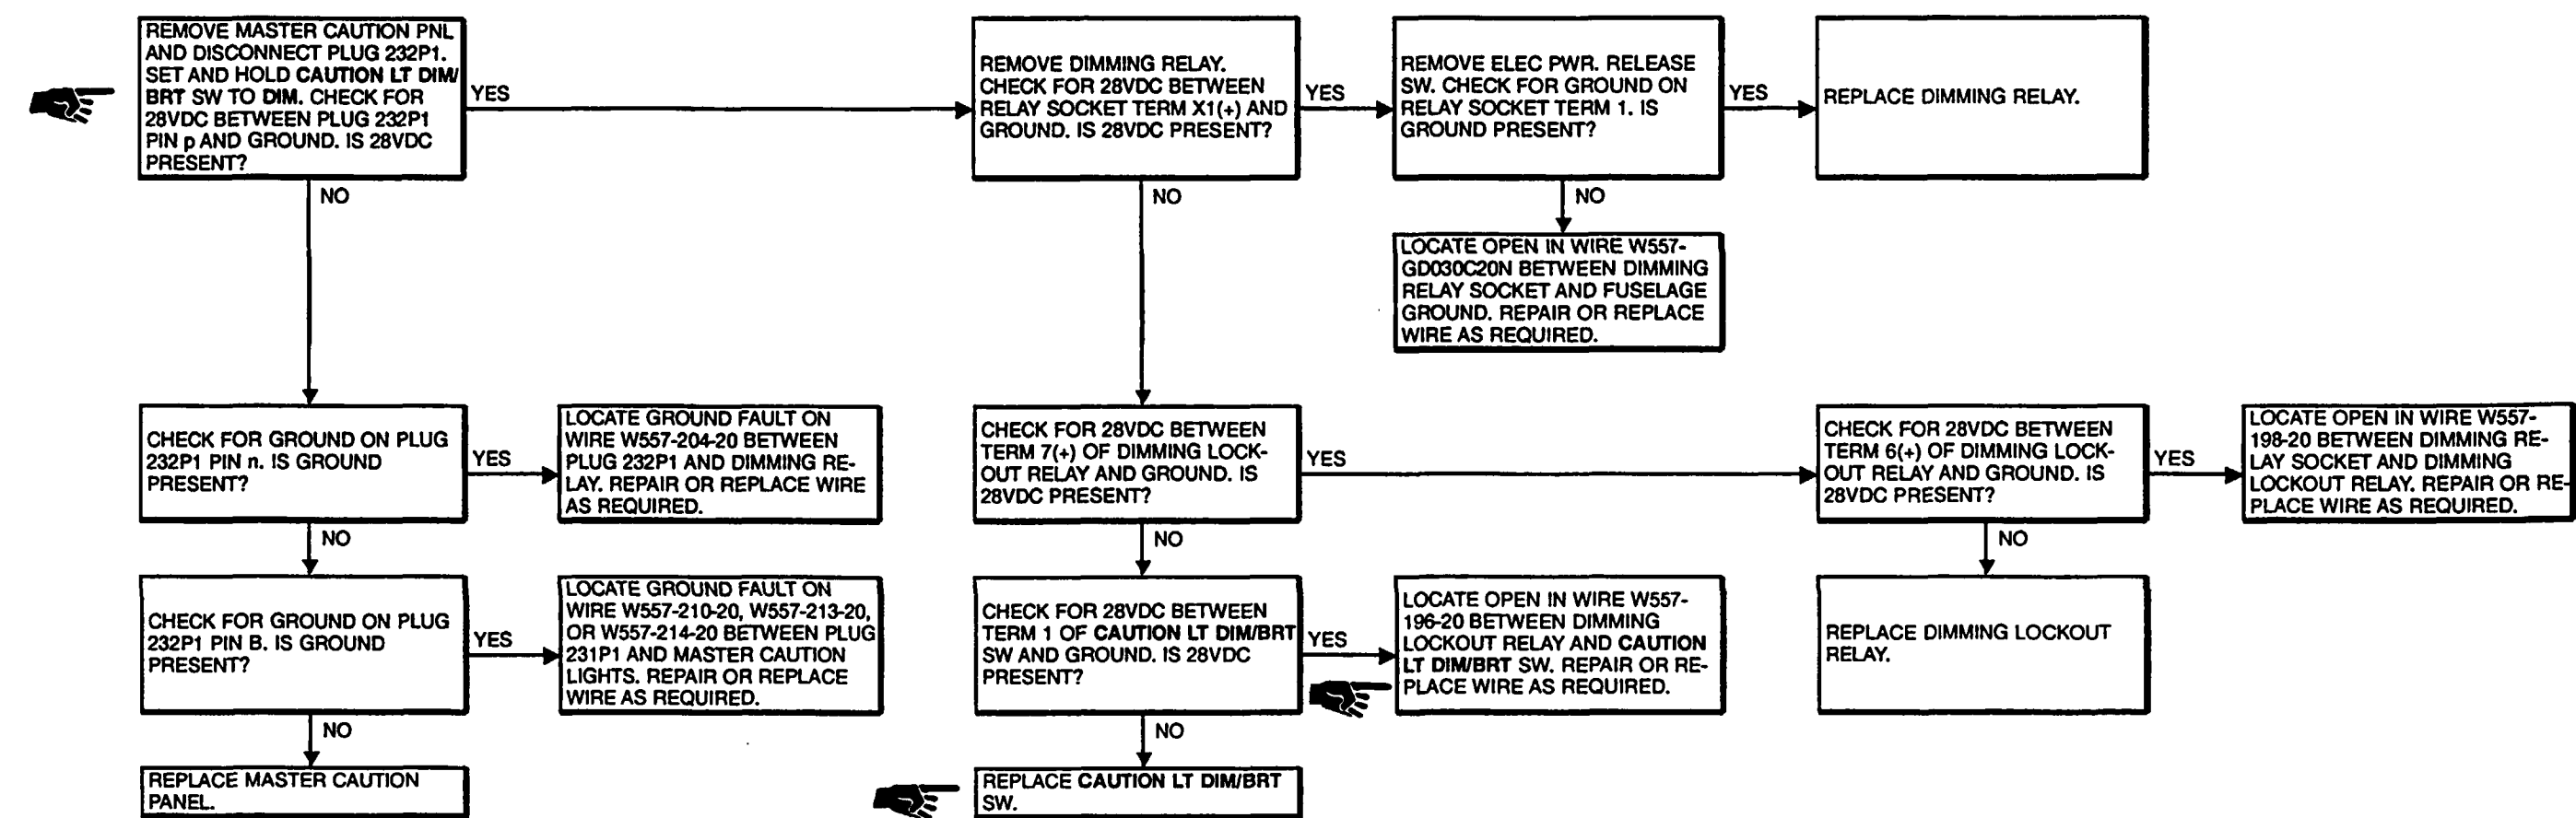 REMOVE MASTER CAUTION PNL
AND DISCONNECT PLUG 232P1.
SET AND HOLD CAUTION LT DIM/
BRT SW TO DIM. CHECK FOR
28VDC BETWEEN PLUG 232P1
PIN p AND GROUND. IS 28VDC
PRESENT?
YES
REMOVE DIMMING RELAY.
CHECK FOR 28VDC BETWEEN
RELAY SOCKET TERM X1(+) AND
GROUND. IS 28VDC PRESENT?
YES
REMOVE ELEC PWR. RELEASE
SW. CHECK FOR GROUND ON
RELAY SOCKET TERM 1. IS
GROUND PRESENT?
YES
REPLACE DIMMING RELAY.
NO
NO
NO
LOCATE OPEN IN WIRE W557-
GD030C20N BETWEEN DIMMING
RELAY SOCKET AND FUSELAGE
GROUND. REPAIR OR REPLACE
WIRE AS REQUIRED.
CHECK FOR GROUND ON PLUG
232P1 PIN n. IS GROUND
PRESENT?
YES
LOCATE GROUND FAULT ON
WIRE W557-204-20 BETWEEN
PLUG 232P1 AND DIMMING RE-
LAY. REPAIR OR REPLACE WIRE
AS REQUIRED.
CHECK FOR 28VDC BETWEEN
TERM 7(+) OF DIMMING LOCK-
OUT RELAY AND GROUND. IS
28VDC PRESENT?
YES
CHECK FOR 28VDC BETWEEN
TERM 6(+) OF DIMMING LOCK-
OUT RELAY AND GROUND. IS
28VDC PRESENT?
YES
LOCATE OPEN IN WIRE W557-
198-20 BETWEEN DIMMING RE-
LAY SOCKET AND DIMMING
LOCKOUT RELAY. REPAIR OR RE-
PLACE WIRE AS REQUIRED.
NO
NO
NO
CHECK FOR GROUND ON PLUG
232P1 PIN B. IS GROUND
PRESENT?
YES
LOCATE GROUND FAULT ON
WIRE W557-210-20, W557-213-20,
OR W557-214-20 BETWEEN PLUG
231P1 AND MASTER CAUTION
LIGHTS. REPAIR OR REPLACE
WIRE AS REQUIRED.
CHECK FOR 28VDC BETWEEN
TERM 1 OF CAUTION LT DIM/BRT
SW AND GROUND. IS 28VDC
PRESENT?
YES
LOCATE OPEN IN WIRE W557-
196-20 BETWEEN DIMMING
LOCKOUT RELAY AND CAUTION
LT DIM/BRT SW. REPAIR OR RE-
PLACE WIRE AS REQUIRED.
REPLACE DIMMING LOCKOUT
RELAY.
NO
NO
REPLACE MASTER CAUTION
PANEL.
REPLACE CAUTION LT DIM/BRT
SW.